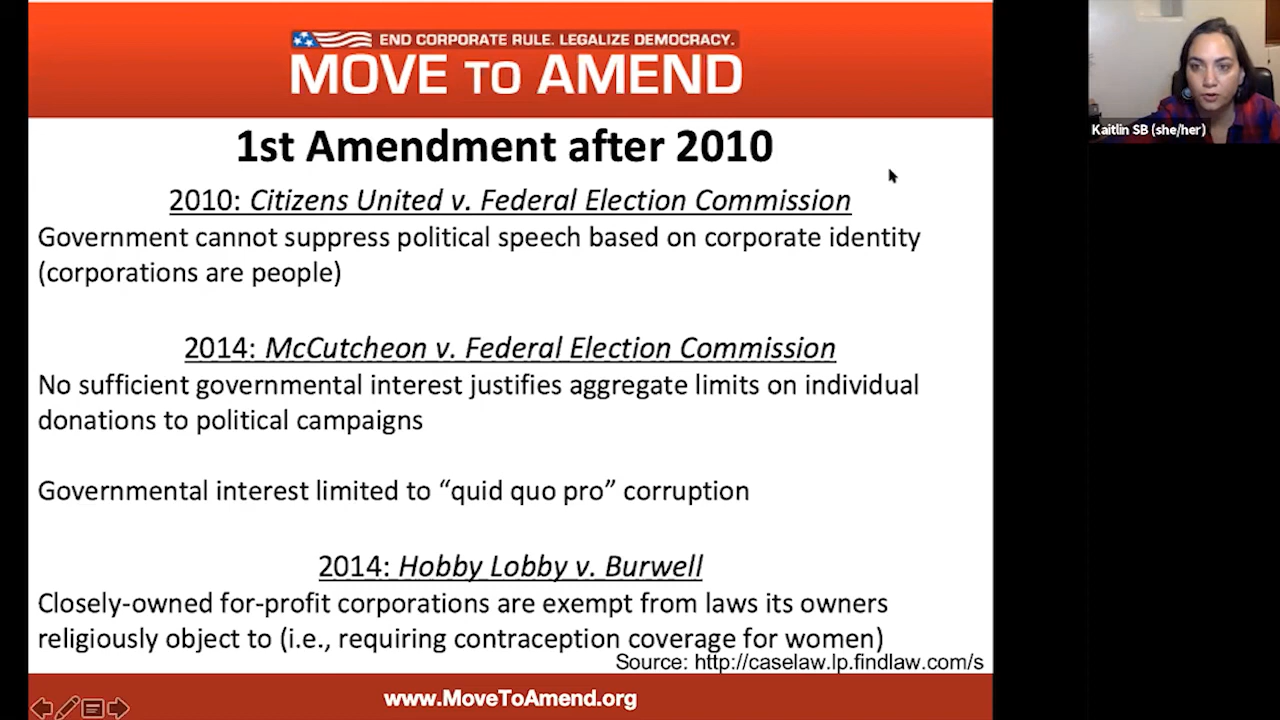 END CORPORATE RULE. LEGALIZE DEMOCRACY.
MOVE TO AMEND
1st Amendment after 2010
2010: Citizens United v. Federal Election Commission
Government cannot suppress political speech based on corporate identity
(corporations are people)
2014: McCutcheon v. Federal Election Commission
No sufficient governmental interest justifies aggregate limits on individual
donations to political campaigns
Governmental interest limited to “quid quo pro” corruption
2014: Hobby Lobby v. Burwell
Closely-owned for-profit corporations are exempt from laws its owners
religiously object to (i.e., requiring contraception coverage for women)
Source: http://caselaw.lp.findlaw.com/s
www.MoveToAmend.org
Kaitlin SB (she/her)